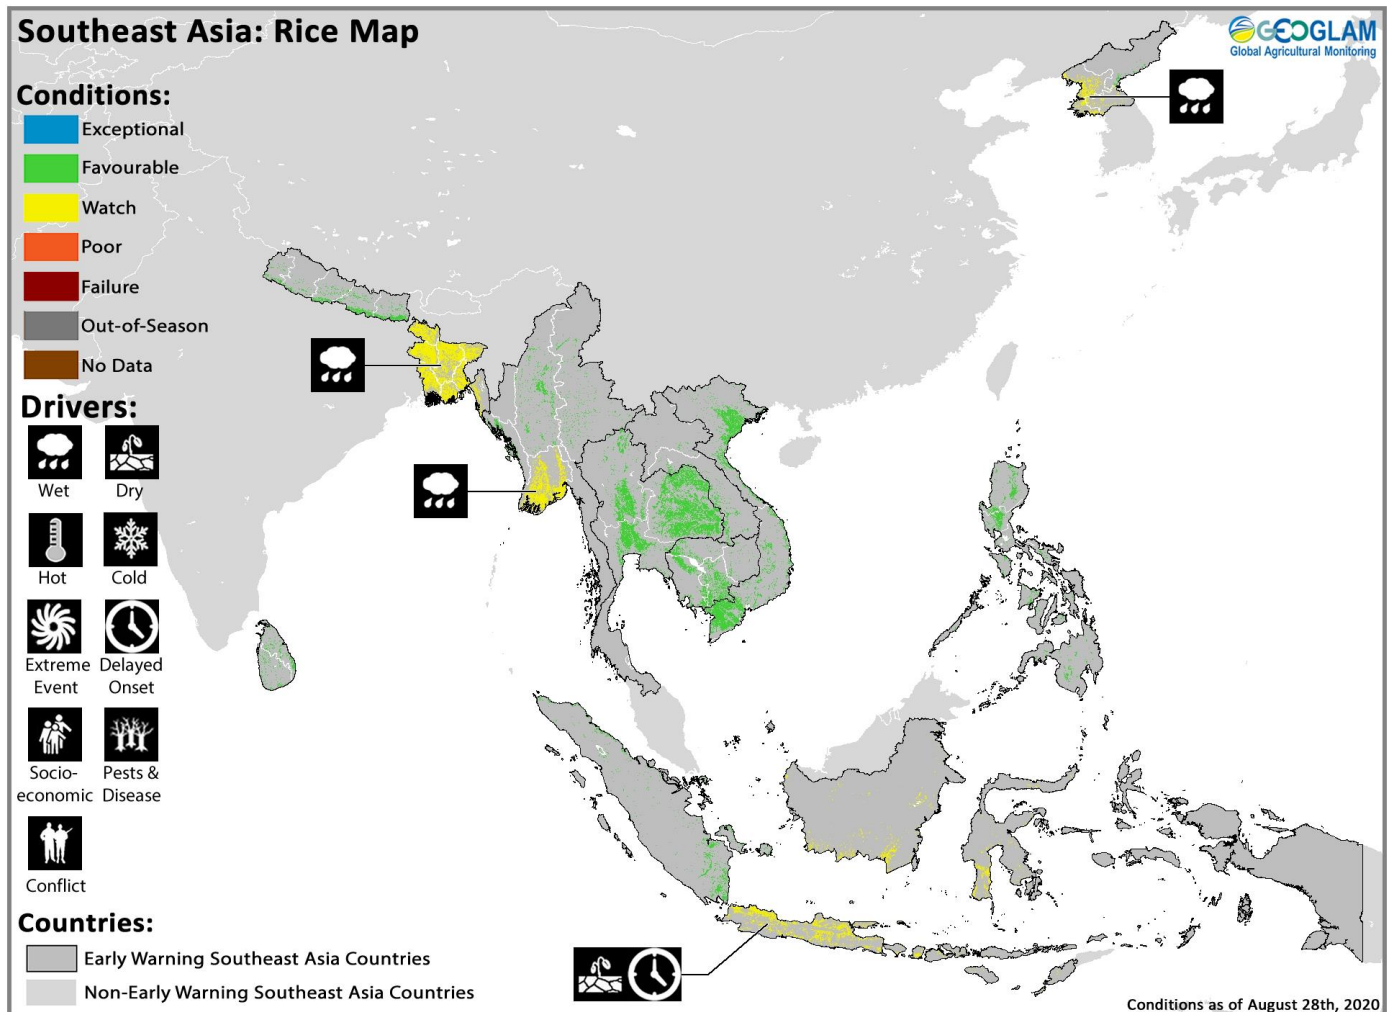 Southeast Asia: Rice Map
GEOGLAM
Global Agricultural Monitoring
Conditions:
Exceptional
Favourable
Watch
Poor
Failure
Out-of-Season
No Data
Drivers:
Wet
Dry
Hot
Cold
Extreme
Event
Delayed
Onset
Socio-
economic
Pests &
Disease
Conflict
Countries:
Early Warning Southeast Asia Countries
Non-Early Warning Southeast Asia Countries
Conditions as of August 28th, 2020